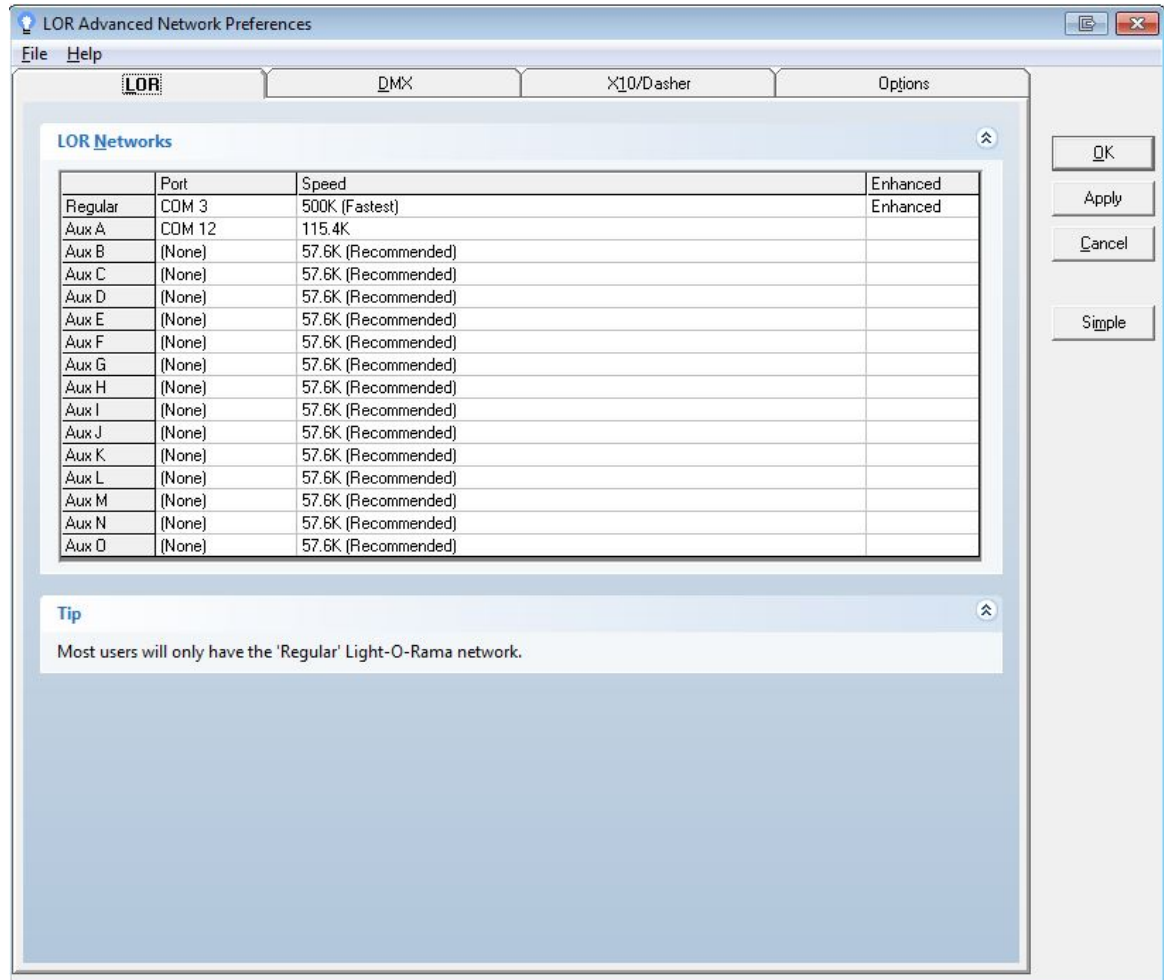 LOR Advanced Network Preferences
File Help
LOR DMX X10/Dasher Options
LOR Networks
Port Speed Enhanced
Regular COM 3 500K (Fastest) Enhanced
Aux A COM 12 115.4K
Aux B (None) 57.6K (Recommended)
Aux C (None) 57.6K (Recommended)
Aux D (None) 57.6K (Recommended)
Aux E (None) 57.6K (Recommended)
Aux F (None) 57.6K (Recommended)
Aux G (None) 57.6K (Recommended)
Aux H (None) 57.6K (Recommended)
Aux I (None) 57.6K (Recommended)
Aux J (None) 57.6K (Recommended)
Aux K (None) 57.6K (Recommended)
Aux L (None) 57.6K (Recommended)
Aux M (None) 57.6K (Recommended)
Aux N (None) 57.6K (Recommended)
Aux O (None) 57.6K (Recommended)
Tip
Most users will only have the 'Regular' Light-O-Rama network.
OK
Apply
Cancel
Simple